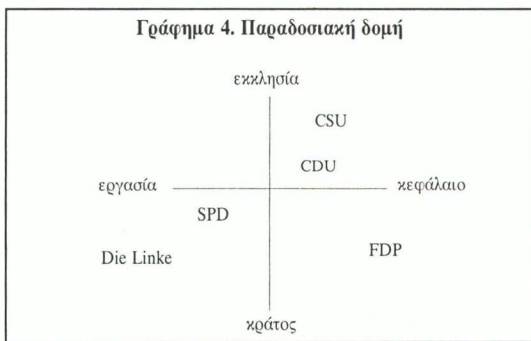 Γράφημα 4. Παραδοσιακή δομή
εκκλησία
CSU
CDU
εργασία κεφάλαιο
SPD
Die Linke FDP
κράτος